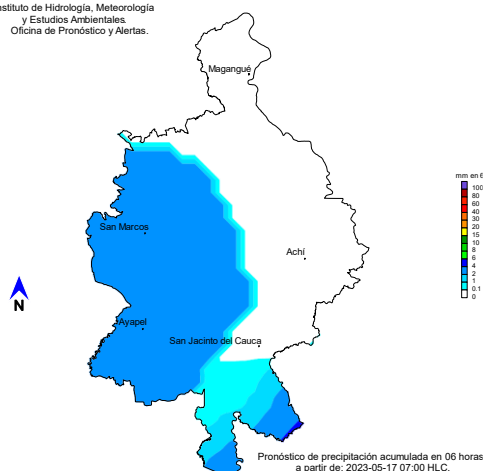 nstituto de Hidrología, Meteorología
y Estudios Ambientales.
Oficina de Pronóstico y Alertas.
Magangué
San Marcos
Achí
Ayapel
San Jacinto del Cauca
N
mm en 6
100
80
60
40
30
20
15
10
8
6
4
2
1
0.1
0
Pronóstico de precipitación acumulada en 06 horas
a partir de: 2023-05-17 07:00 HLC.